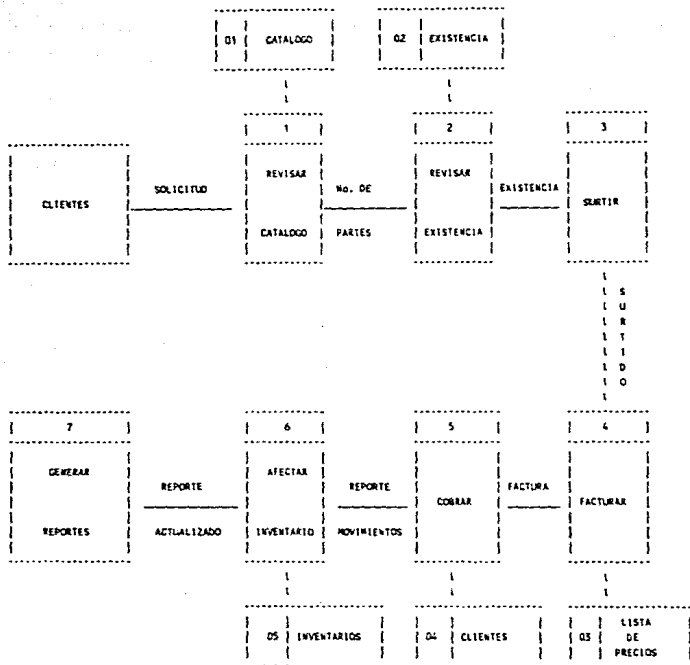 01 CATALOGO
02 EXISTENCIA
1
2
3
CLIENTES
SOLICITUD
REVISAR
CATALOGO
No. DE
PARTES
REVISAR
EXISTENCIA
EXISTENCIA
SURTIR
SURTIDO
7
6
5
4
GENERAR
REPORTES
REPORTE
ACTUALIZADO
AFECTAR
INVENTARIO
REPORTE
MOVIMIENTOS
COBRAR
FACTURA
FACTURAR
05 INVENTARIOS
04 CLIENTES
03 LISTA
DE
PRECIOS